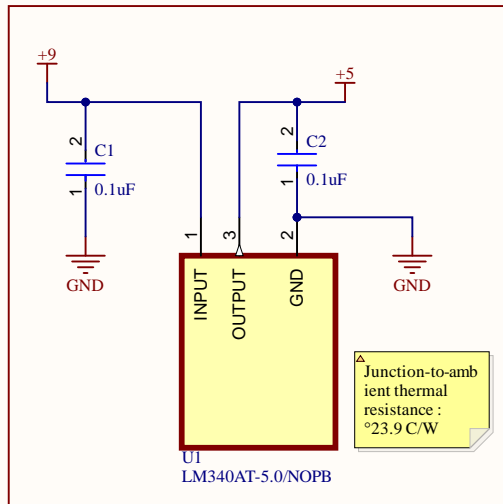 +9
+5
2
C1
1
0.1uF
2
C2
1
0.1uF
GND
1
3
2
GND
INPUT
OUTPUT
GND
Junction-to-amb
ient thermal
resistance :
°23.9 C/W
U1
LM340AT-5.0/NOPB